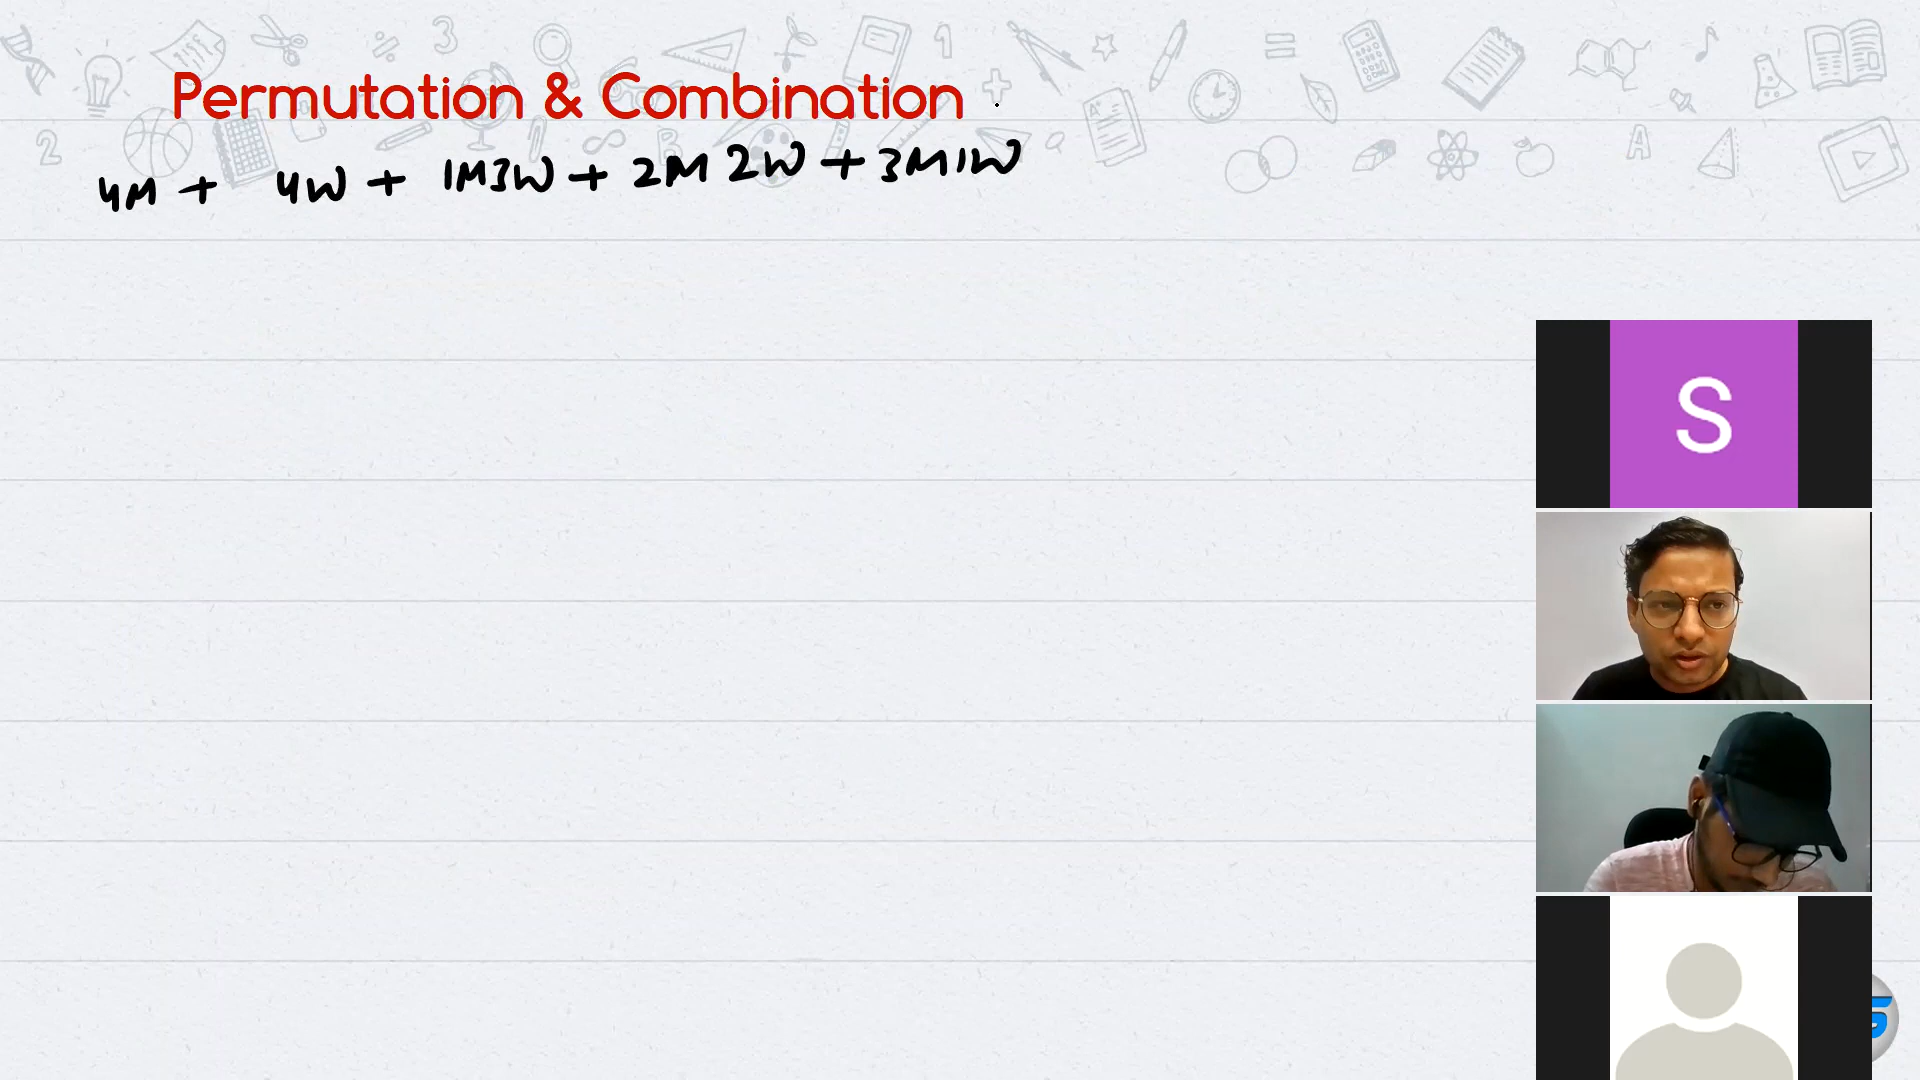 Permutation & Combination
4M + 4W + 1M3W + 2M 2W + 3M1W
S